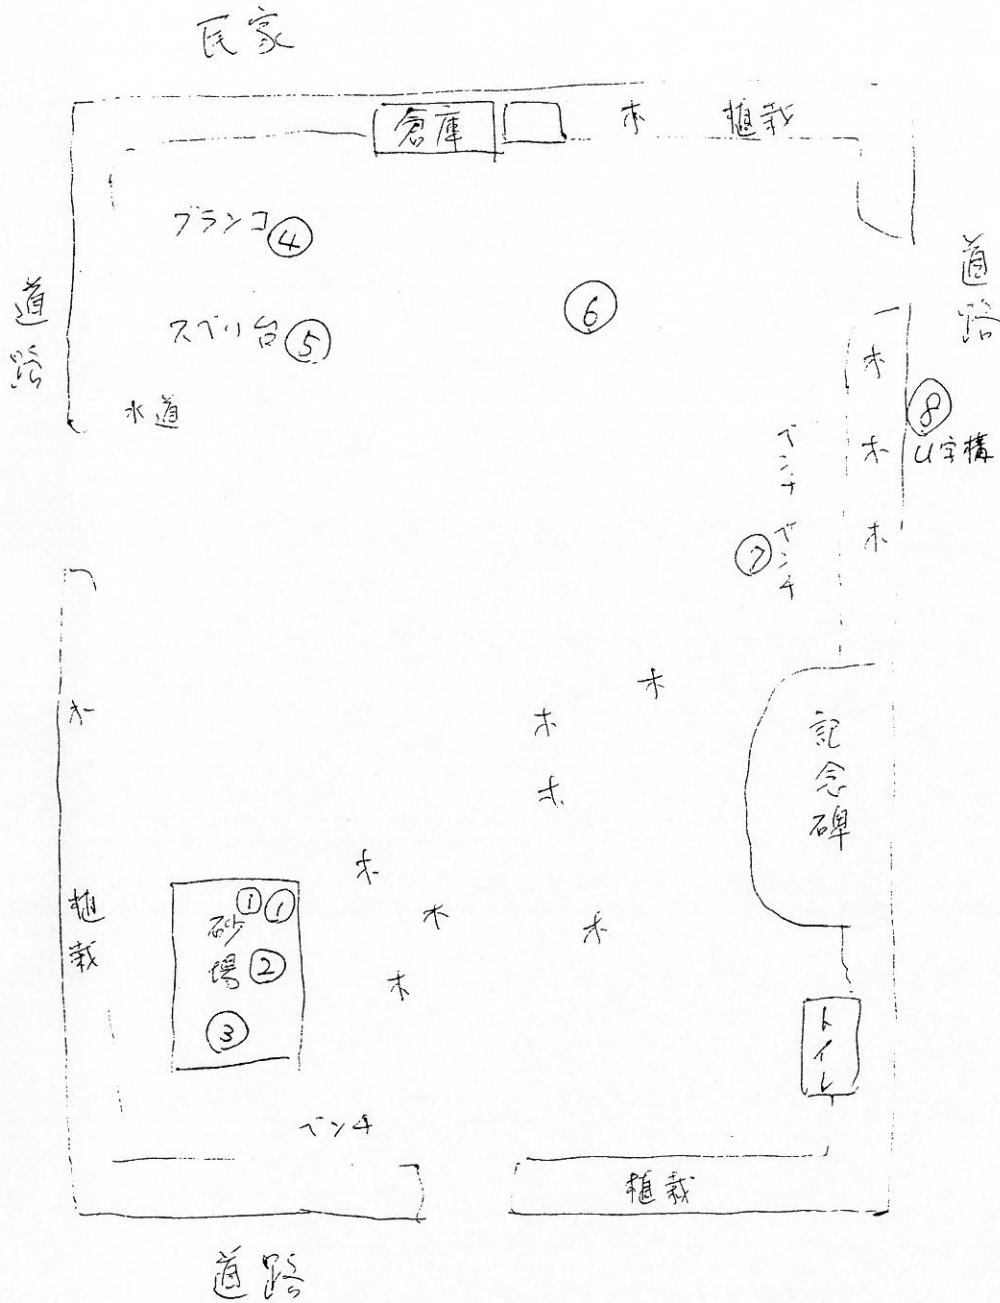 民家
倉庫
木
植栽
ブランコ④
スベリ台⑤
水道
道路
⑥
道路
木
木
木
⑧
U字構
ベンチ
ベンチ
⑦
木
植栽
木
木
木
木
木
木
木
記念碑
砂場
①①
②
③
トイレ
ベンチ
植栽
道路